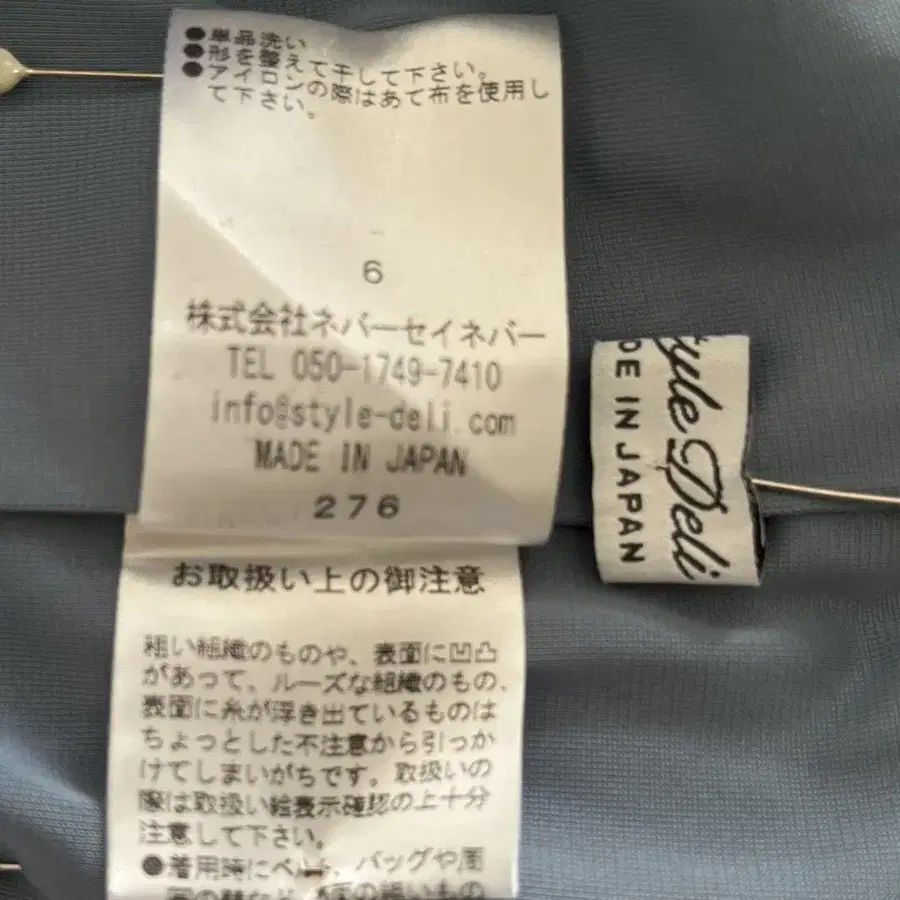 ●単品洗い
●形を整えて干して下さい。
●アイロンの際はあて布を使用し
て下さい。
6
株式会社ネバーセイネバー
TEL 050-1749-7410
info@style-deli.com
MADE IN JAPAN
276
お取扱い上の御注意
粗い組織のものや、表面に凹凸
があって、ルーズな組織のもの、
表面に糸が浮き出ているものは
ちょっとした不注意から引っか
けてしまいがちです。取扱いの
際は取扱い絵表示確認の上十分
注意して下さい。
●着用時にベルト、バッグや周
tyle Deli
DE IN JAPAN